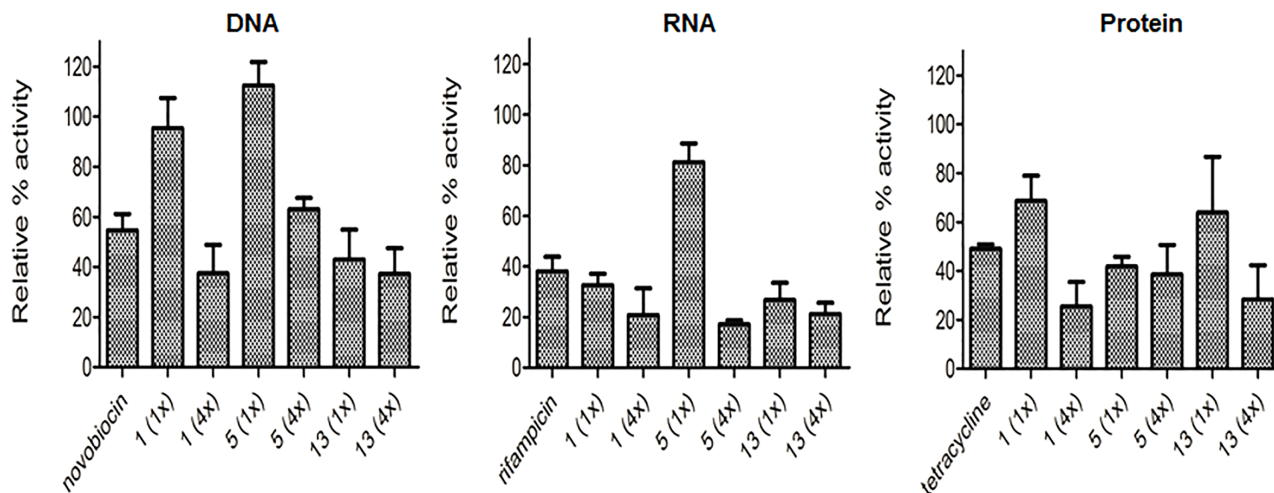 DNA
Relative % activity
120
100
80
60
40
20
0
novobiocin
1 (1x)
1 (4x)
5 (1x)
5 (4x)
13 (1x)
13 (4x)
RNA
Relative % activity
120
100
80
60
40
20
0
rifampicin
1 (1x)
1 (4x)
5 (1x)
5 (4x)
13 (1x)
13 (4x)
Protein
Relative % activity
120
100
80
60
40
20
0
tetracycline
1 (1x)
1 (4x)
5 (1x)
5 (4x)
13 (1x)
13 (4x)